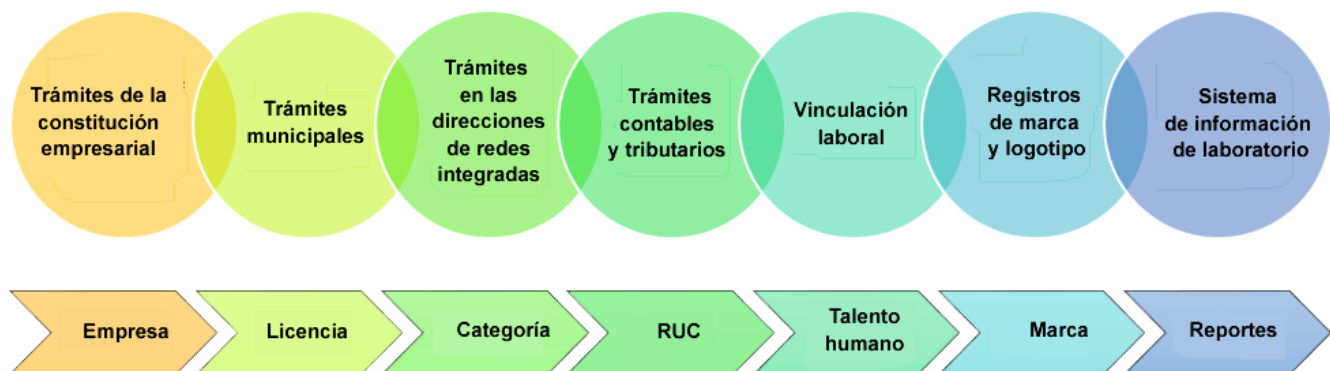 Trámites de la
constitución
empresarial
Trámites
municipales
Trámites
en las
direcciones
de redes
integradas
Trámites
contables
y tributarios
Vinculación
laboral
Registros
de marca
y logotipo
Sistema
de información
de laboratorio
Empresa
Licencia
Categoría
RUC
Talento
humano
Marca
Reportes